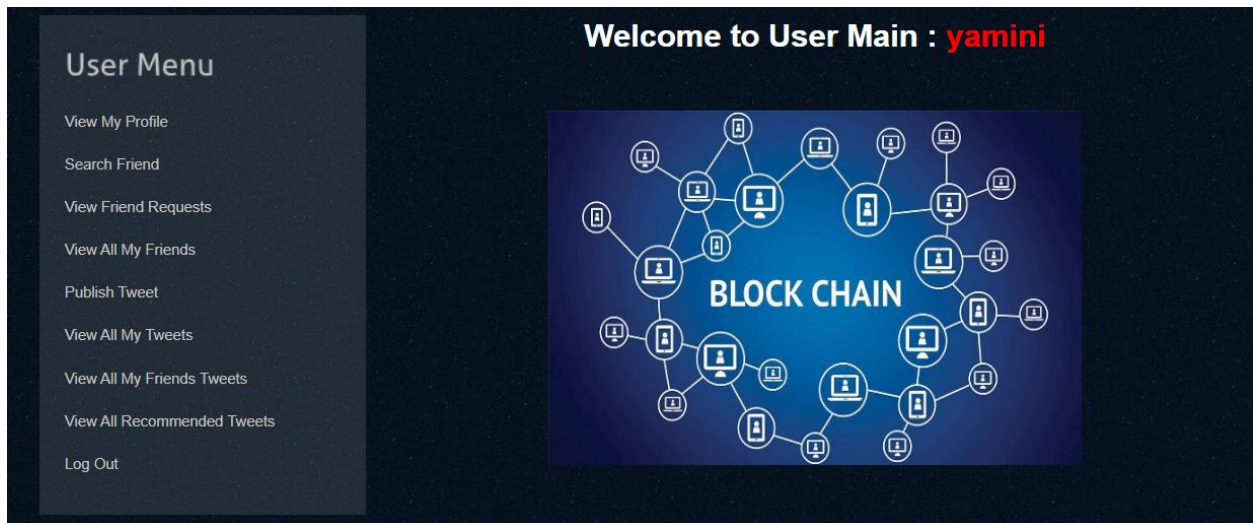 User Menu
View My Profile
Search Friend
View Friend Requests
View All My Friends
Publish Tweet
View All My Tweets
View All My Friends Tweets
View All Recommended Tweets
Log Out
Welcome to User Main : yamini
BLOCK CHAIN